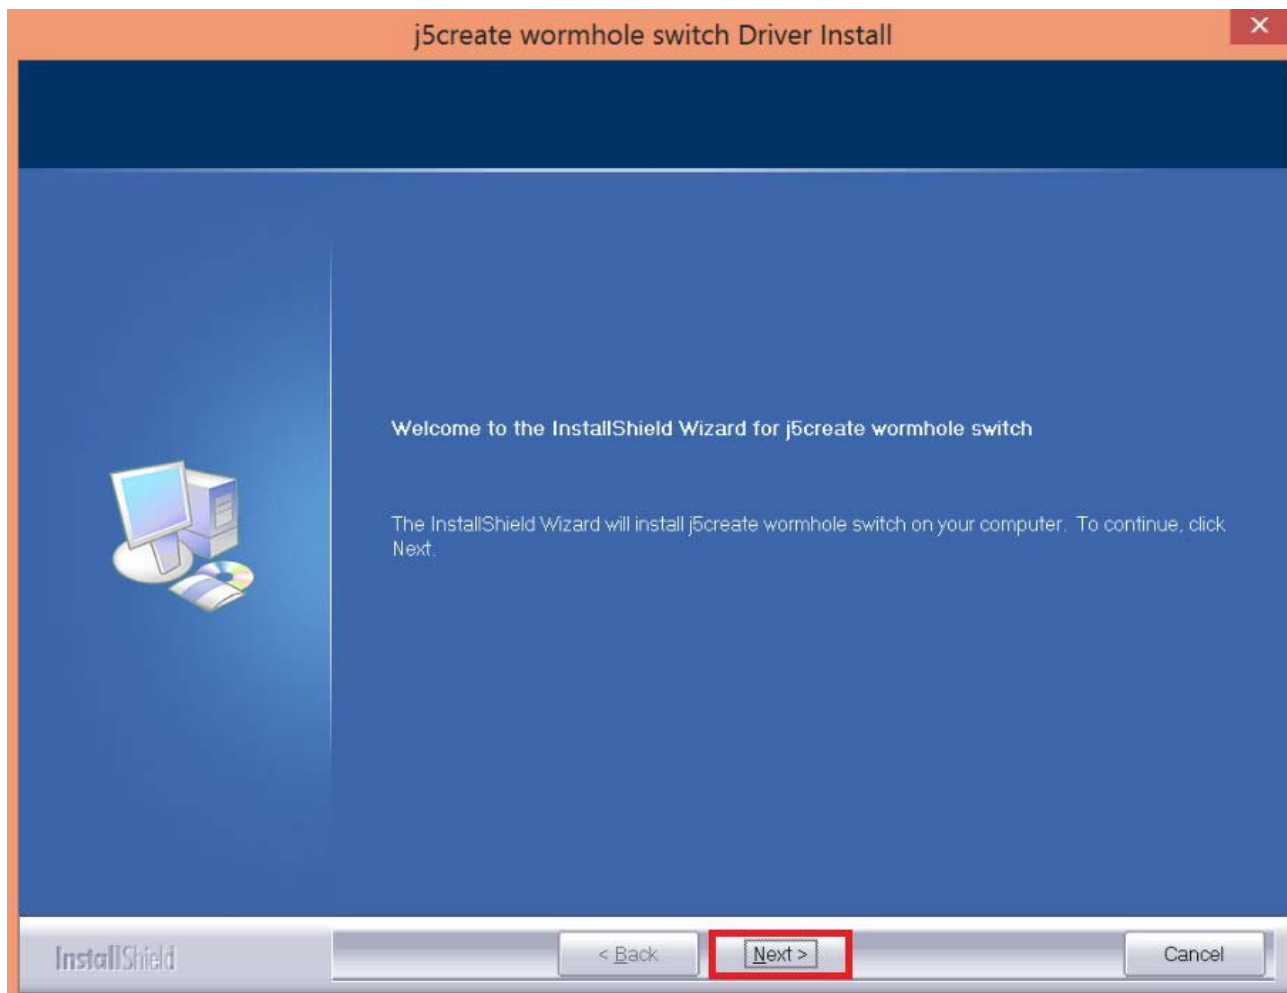 j5create wormhole switch Driver Install
Welcome to the InstallShield Wizard for j5create wormhole switch
The InstallShield Wizard will install j5create wormhole switch on your computer. To continue, click
Next.
InstallShield
< Back
Next >
Cancel